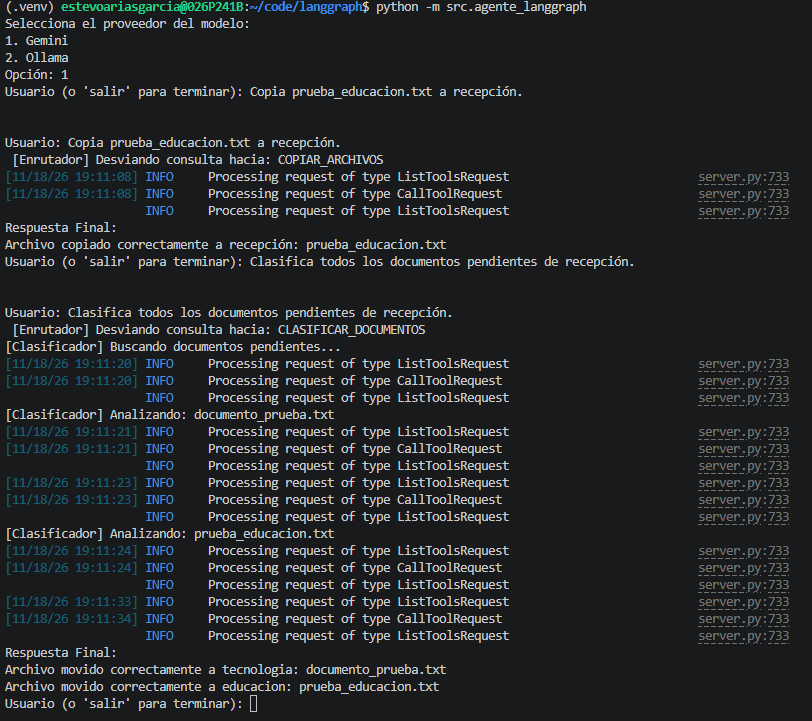 (.venv) estevoariasgarcia@026P241B:~/code/langgraph$ python -m src.agente_langgraph
Selecciona el proveedor del modelo:
1. Gemini
2. Ollama
Opción: 1
Usuario (o 'salir' para terminar): Copia prueba_educacion.txt a recepción.
Usuario: Copia prueba_educacion.txt a recepción.
[Enrutador] Desviando consulta hacia: COPIAR_ARCHIVOS
[11/18/26 19:11:08] INFO Processing request of type ListToolsRequest server.py:733
[11/18/26 19:11:08] INFO Processing request of type CallToolRequest server.py:733
INFO Processing request of type ListToolsRequest server.py:733
Respuesta Final:
Archivo copiado correctamente a recepción: prueba_educacion.txt
Usuario (o 'salir' para terminar): Clasifica todos los documentos pendientes de recepción.
Usuario: Clasifica todos los documentos pendientes de recepción.
[Enrutador] Desviando consulta hacia: CLASIFICAR_DOCUMENTOS
[Clasificador] Buscando documentos pendientes...
[11/18/26 19:11:20] INFO Processing request of type ListToolsRequest server.py:733
[11/18/26 19:11:20] INFO Processing request of type CallToolRequest server.py:733
INFO Processing request of type ListToolsRequest server.py:733
[Clasificador] Analizando: documento_prueba.txt
[11/18/26 19:11:21] INFO Processing request of type ListToolsRequest server.py:733
[11/18/26 19:11:21] INFO Processing request of type CallToolRequest server.py:733
INFO Processing request of type ListToolsRequest server.py:733
[11/18/26 19:11:23] INFO Processing request of type ListToolsRequest server.py:733
[11/18/26 19:11:23] INFO Processing request of type CallToolRequest server.py:733
INFO Processing request of type ListToolsRequest server.py:733
[Clasificador] Analizando: prueba_educacion.txt
[11/18/26 19:11:24] INFO Processing request of type ListToolsRequest server.py:733
[11/18/26 19:11:24] INFO Processing request of type CallToolRequest server.py:733
INFO Processing request of type ListToolsRequest server.py:733
[11/18/26 19:11:33] INFO Processing request of type ListToolsRequest server.py:733
[11/18/26 19:11:34] INFO Processing request of type CallToolRequest server.py:733
INFO Processing request of type ListToolsRequest server.py:733
Respuesta Final:
Archivo movido correctamente a tecnologia: documento_prueba.txt
Archivo movido correctamente a educacion: prueba_educacion.txt
Usuario (o 'salir' para terminar):